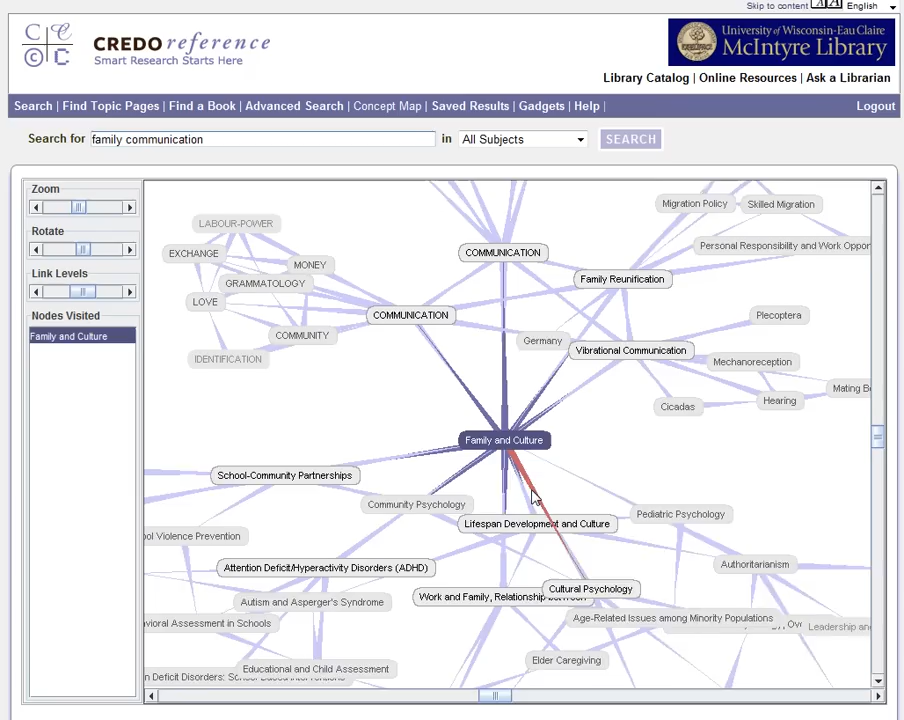 Skip to content A A English
C C © C
CREDO reference
Smart Research Starts Here
University of Wisconsin-Eau Claire
McIntyre Library
Library Catalog | Online Resources | Ask a Librarian
Search | Find Topic Pages | Find a Book | Advanced Search | Concept Map | Saved Results | Gadgets | Help |
Logout
Search for family communication in All Subjects SEARCH
Zoom
Rotate
Link Levels
Nodes Visited
Family and Culture
Migration Policy
Skilled Migration
LABOUR-POWER
Personal Responsibility and Work Oppor
EXCHANGE
COMMUNICATION
MONEY
Family Reunification
GRAMMATOLOGY
LOVE
COMMUNICATION
Plecoptera
COMMUNITY
Germany
Vibrational Communication
IDENTIFICATION
Mechanoreception
Mating B
Hearing
Cicadas
Family and Culture
School-Community Partnerships
Community Psychology
Pediatric Psychology
Lifespan Development and Culture
ool Violence Prevention
Authoritarianism
Attention Deficit/Hyperactivity Disorders (ADHD)
Cultural Psychology
Work and Family, Relationship
Autism and Asperger's Syndrome
Age-Related Issues among Minority Populations
avioral Assessment in Schools
Ov
Leadership an
Elder Caregiving
Educational and Child Assessment
n Deficit Disorders: